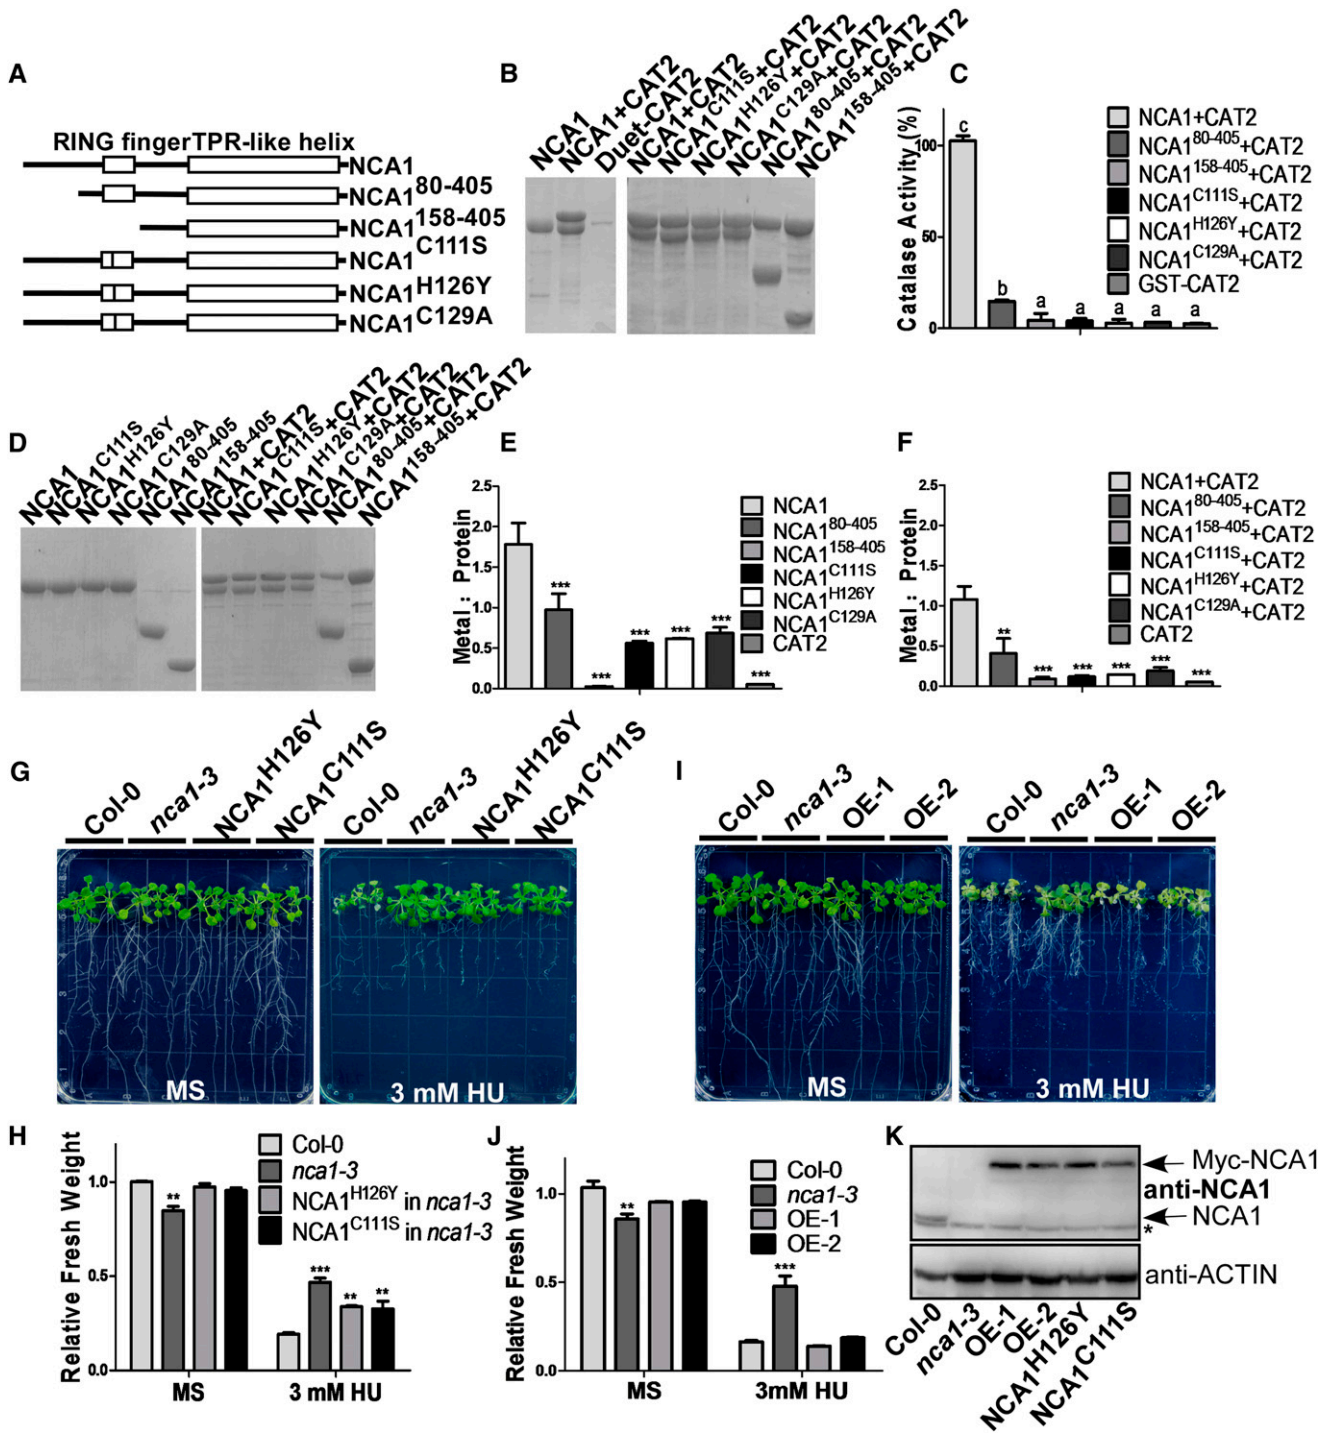 A
RING fingerTPR-like helix
NCA1
NCA1 80-405
NCA1 158-405
NCA1 C111S
NCA1 H126Y
NCA1 C129A
B
NCA1
NCA1+CAT2
Duet-CAT2
NCA1+CAT2
NCA1 C111S+CAT2
NCA1 H126Y+CAT2
NCA1 C129A+CAT2
NCA1 80-405+CAT2
NCA1 158-405+CAT2
C
Catalase Activity (%)
100
50
0
c
b
a
a
a
a
a
NCA1+CAT2
NCA1 80-405+CAT2
NCA1 158-405+CAT2
NCA1 C111S+CAT2
NCA1 H126Y+CAT2
NCA1 C129A+CAT2
GST-CAT2
D
NCA1
NCA1 C111S
NCA1 H126Y
NCA1 C129A
NCA1 80-405
NCA1 158-405
NCA1+CAT2
NCA1 C111S+CAT2
NCA1 H126Y+CAT2
NCA1 C129A+CAT2
NCA1 80-405+CAT2
NCA1 158-405+CAT2
E
Metal : Protein
2.5
2.0
1.5
1.0
0.5
0.0
***
***
***
***
***
***
NCA1
NCA1 80-405
NCA1 158-405
NCA1 C111S
NCA1 H126Y
NCA1 C129A
CAT2
F
Metal : Protein
2.5
2.0
1.5
1.0
0.5
0.0
**
***
***
***
***
***
NCA1+CAT2
NCA1 80-405+CAT2
NCA1 158-405+CAT2
NCA1 C111S+CAT2
NCA1 H126Y+CAT2
NCA1 C129A+CAT2
CAT2
G
Col-0
nca1-3
NCA1 H126Y
NCA1 C111S
Col-0
nca1-3
NCA1 H126Y
NCA1 C111S
MS
3 mM HU
I
Col-0
nca1-3
OE-1
OE-2
Col-0
nca1-3
OE-1
OE-2
MS
3 mM HU
H
Relative Fresh Weight
1.0
0.5
0.0
**
***
**
**
MS
3 mM HU
Col-0
nca1-3
NCA1 H126Y in nca1-3
NCA1 C111S in nca1-3
J
Relative Fresh Weight
1.0
0.5
0.0
**
***
MS
3mM HU
Col-0
nca1-3
OE-1
OE-2
K
Myc-NCA1
anti-NCA1
NCA1
*
anti-ACTIN
Col-0
nca1-3
OE-1
OE-2
NCA1 H126Y
NCA1 C111S